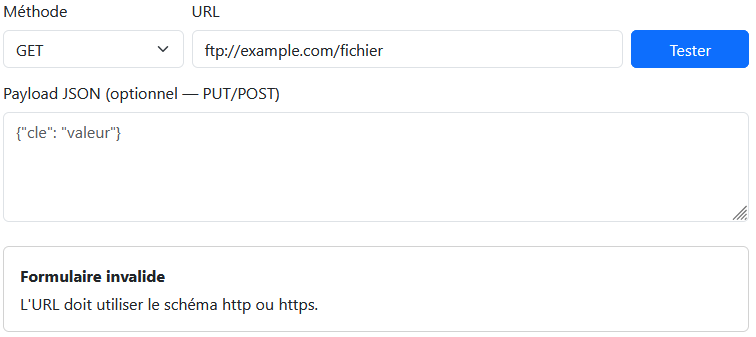 Méthode
URL
GET
ftp://example.com/fichier
Tester
Payload JSON (optionnel — PUT/POST)
{"cle": "valeur"}
Formulaire invalide
L'URL doit utiliser le schéma http ou https.